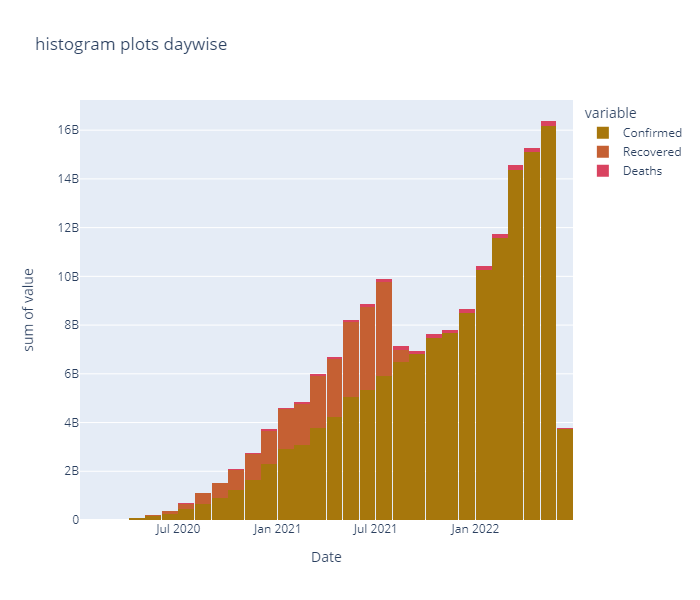 histogram plots daywise
variable
Confirmed
Recovered
Deaths
sum of value
16B
14B
12B
10B
8B
6B
4B
2B
0
Jul 2020 Jan 2021 Jul 2021 Jan 2022
Date